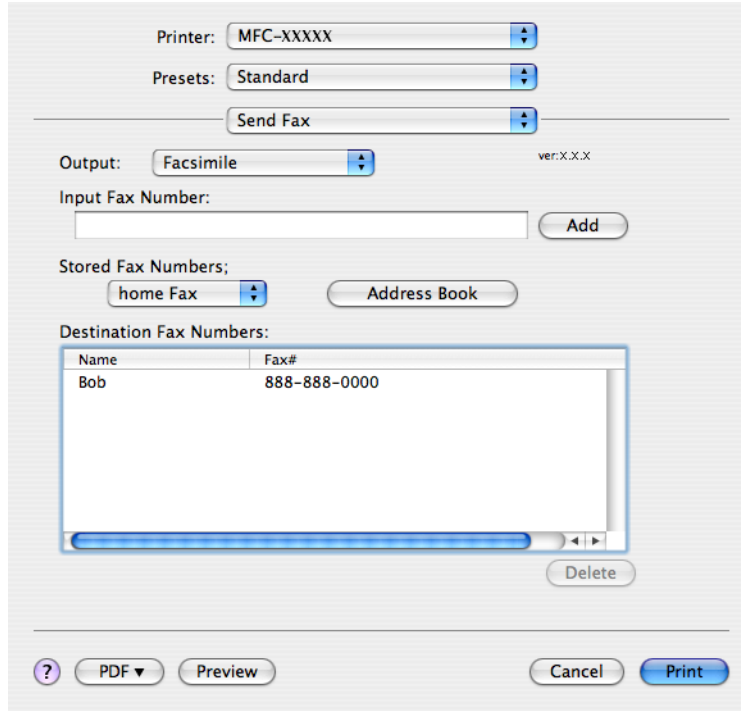 Printer: MFC-XXXXX
Presets: Standard
Send Fax
Output: Facsimile
ver:X.X.X
Input Fax Number:
Add
Stored Fax Numbers;
home Fax
Address Book
Destination Fax Numbers:
Name Fax#
Bob 888-888-0000
Delete
? PDF ▼ Preview Cancel Print